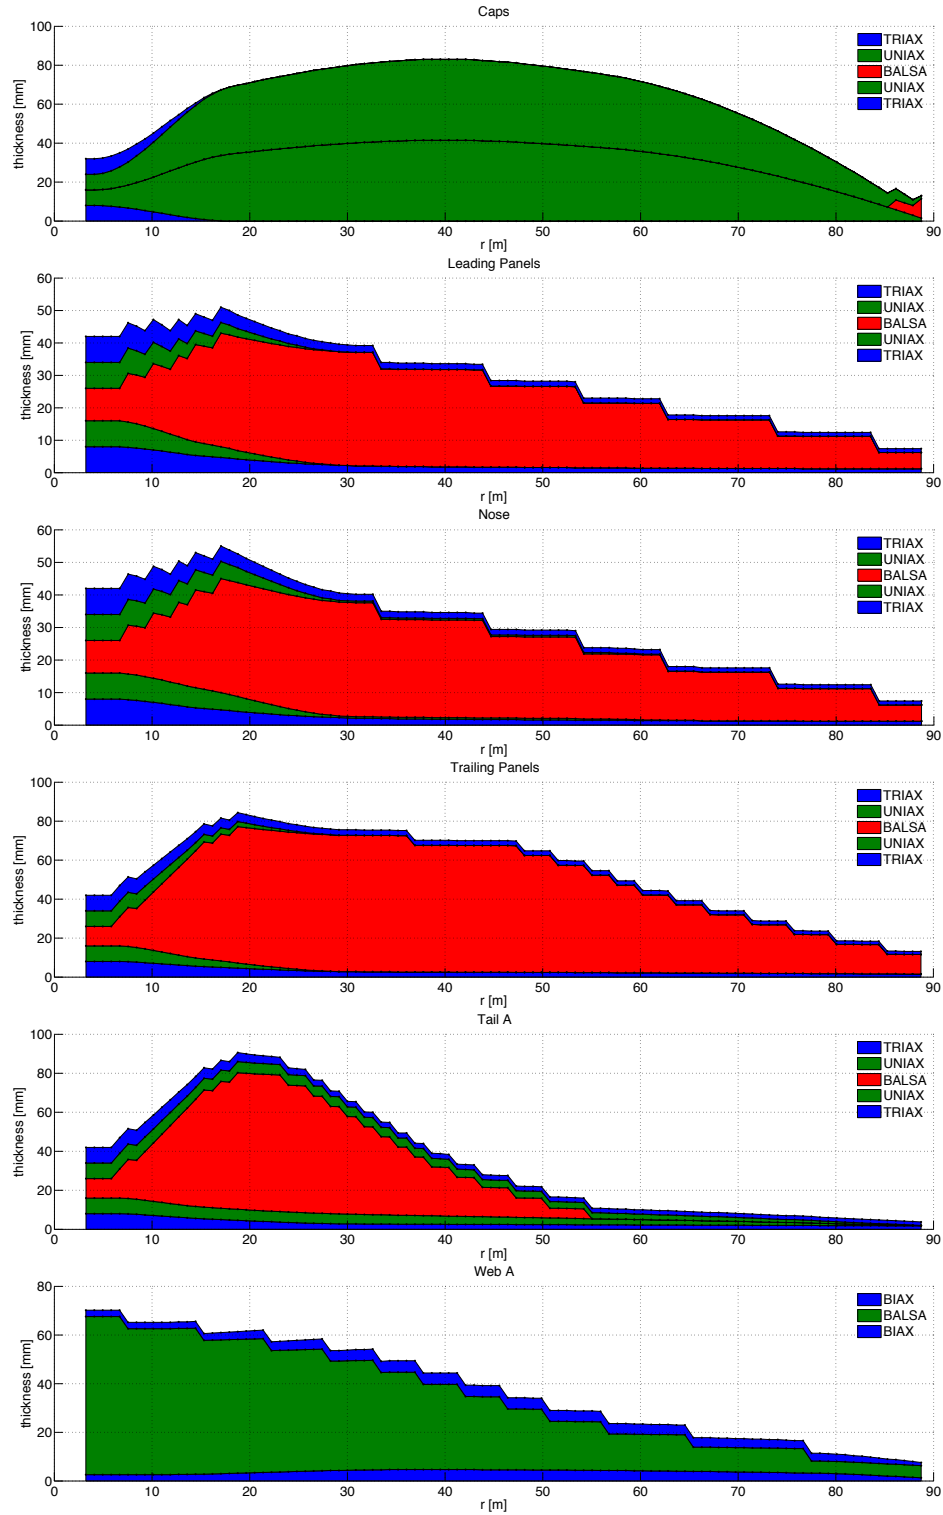 Caps
100
80
60
40
20
0
thickness [mm]
TRIAX
UNIAX
BALSA
UNIAX
TRIAX
0 10 20 30 40 50 60 70 80 90
r [m]
Leading Panels
60
50
40
30
20
10
0
thickness [mm]
TRIAX
UNIAX
BALSA
UNIAX
TRIAX
0 10 20 30 40 50 60 70 80 90
r [m]
Nose
60
50
40
30
20
10
0
thickness [mm]
TRIAX
UNIAX
BALSA
UNIAX
TRIAX
0 10 20 30 40 50 60 70 80 90
r [m]
Trailing Panels
100
80
60
40
20
0
thickness [mm]
TRIAX
UNIAX
BALSA
UNIAX
TRIAX
0 10 20 30 40 50 60 70 80 90
r [m]
Tail A
100
80
60
40
20
0
thickness [mm]
TRIAX
UNIAX
BALSA
UNIAX
TRIAX
0 10 20 30 40 50 60 70 80 90
r [m]
Web A
80
60
40
20
0
thickness [mm]
BIAX
BALSA
BIAX
0 10 20 30 40 50 60 70 80 90
r [m]